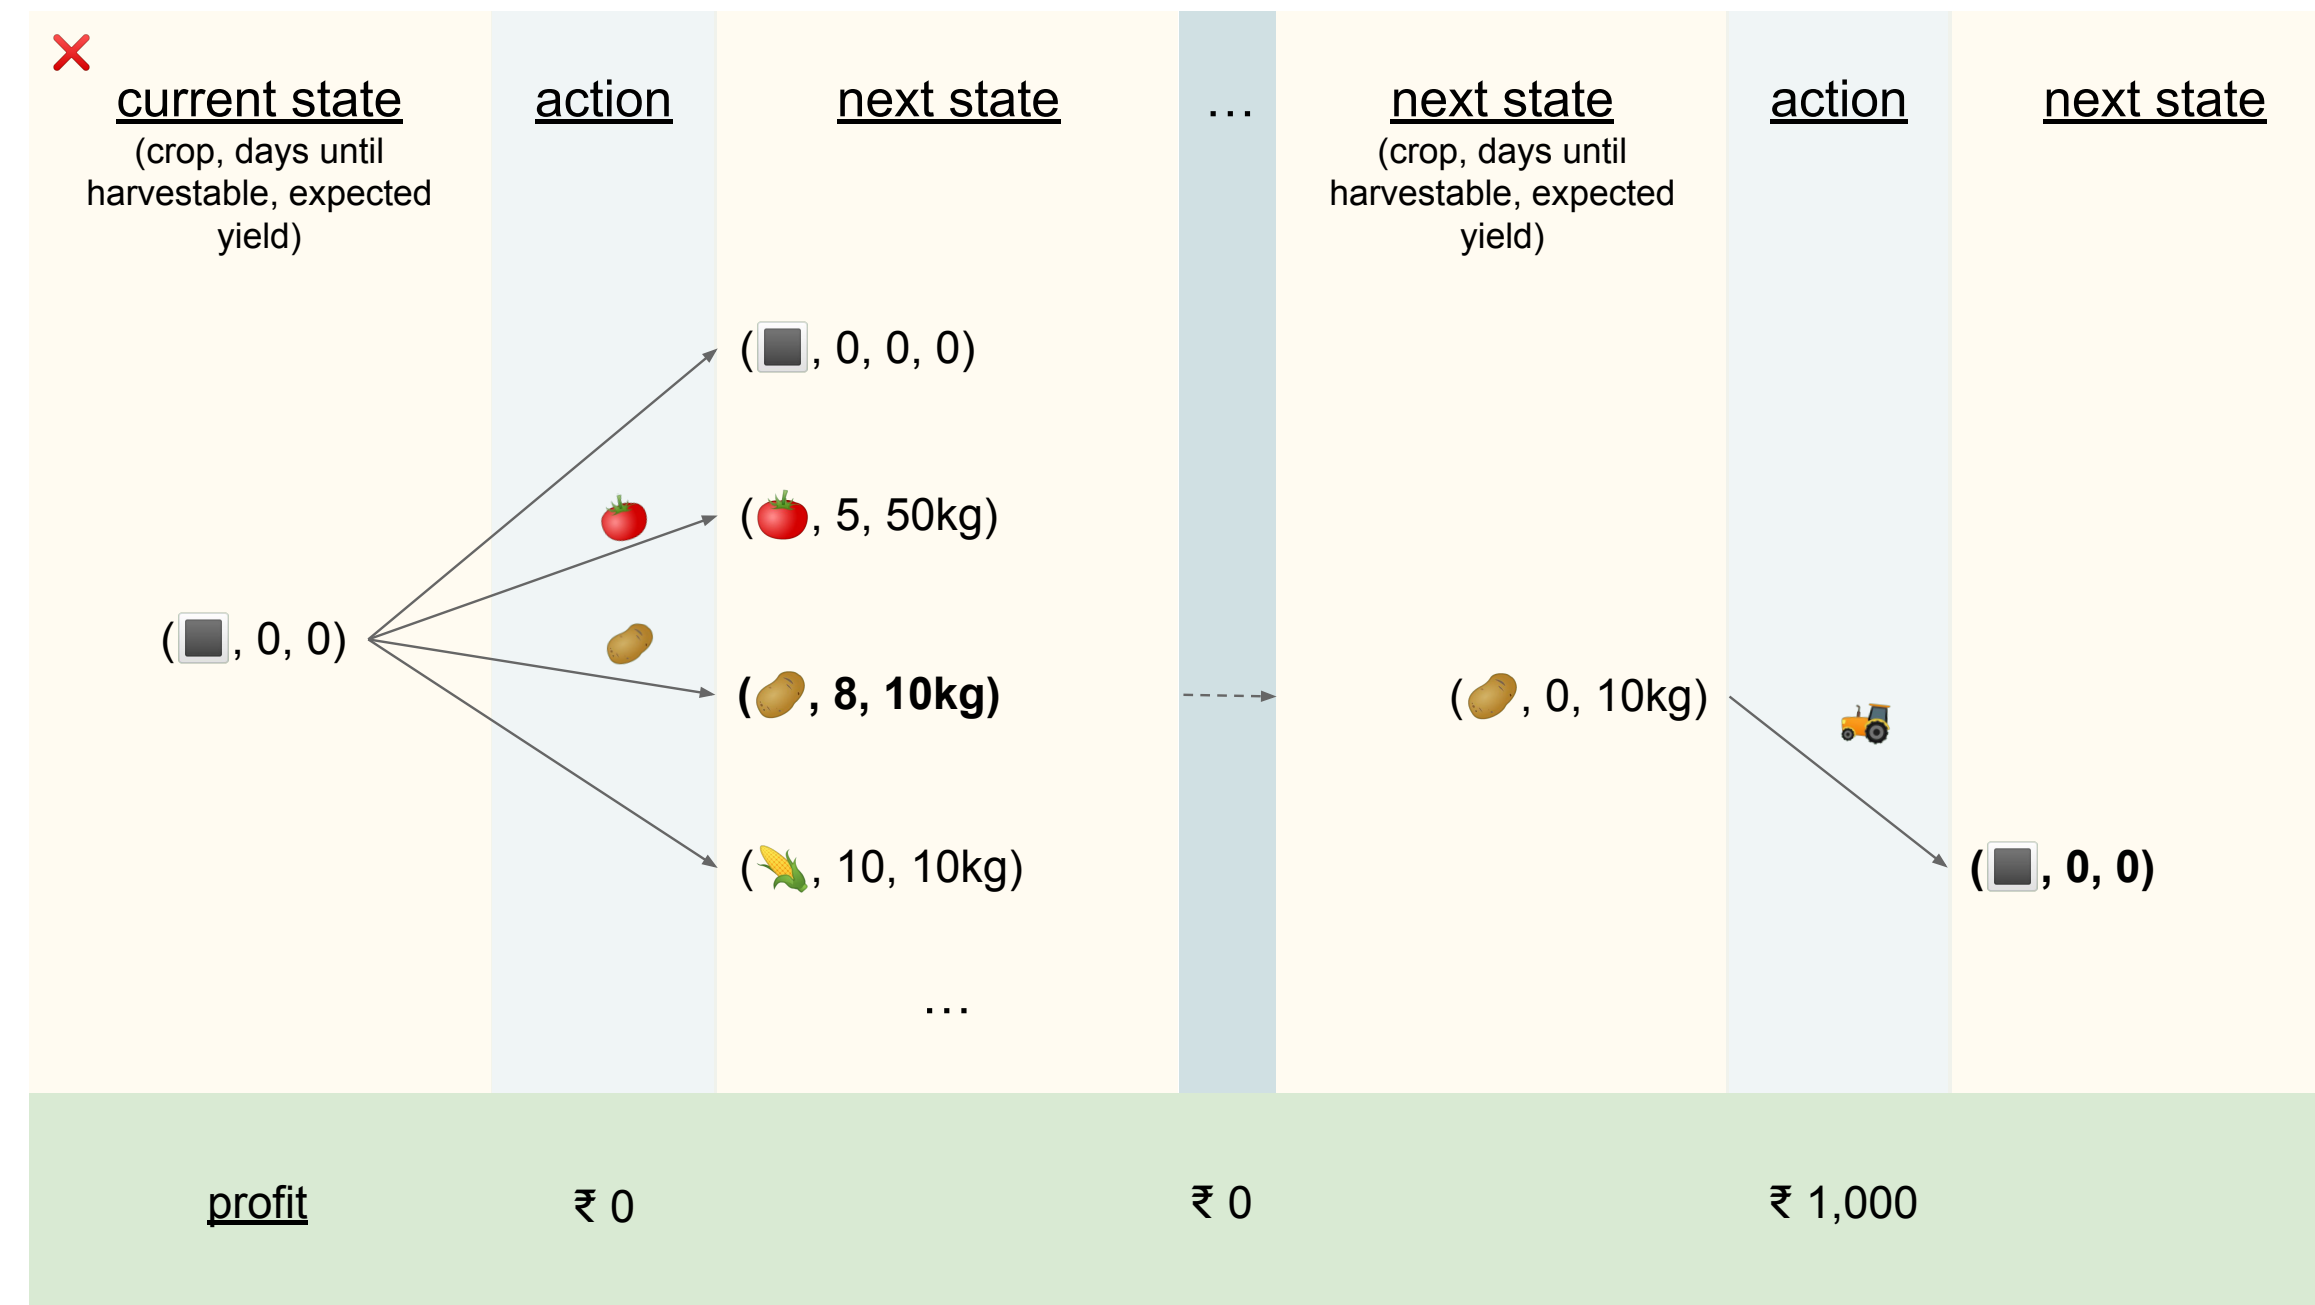 current state
(crop, days until
harvestable, expected
yield)
action
next state
...
next state
(crop, days until
harvestable, expected
yield)
action
next state
(🔳, 0, 0)
(🔳, 0, 0, 0)
(🍅, 5, 50kg)
(🥔, 8, 10kg)
(🌽, 10, 10kg)
...
(🥔, 0, 10kg)
(🔳, 0, 0)
profit
₹ 0
₹ 0
₹ 1,000